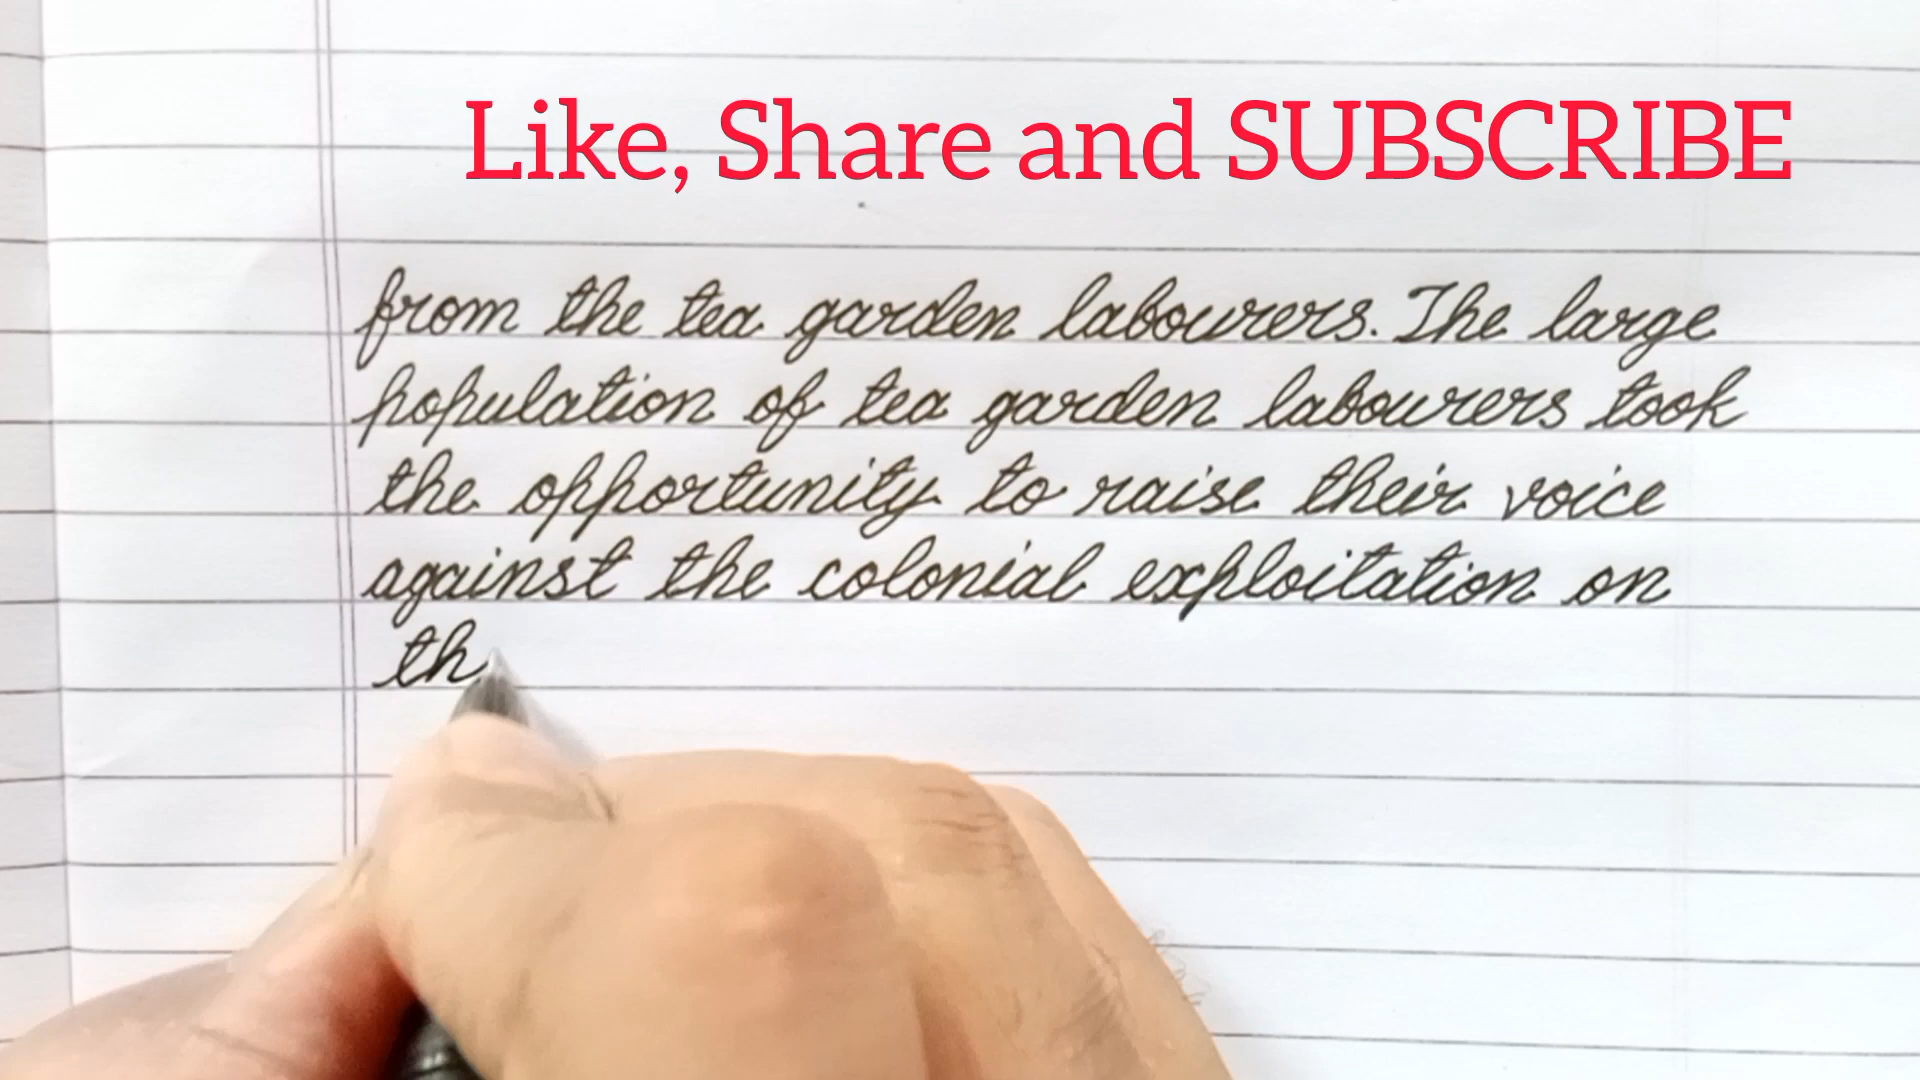 Like, Share and SUBSCRIBE
from the tea garden labourers. The large
population of tea garden labourers took
the opportunity to raise their voice
against the colonial exploitation on
th